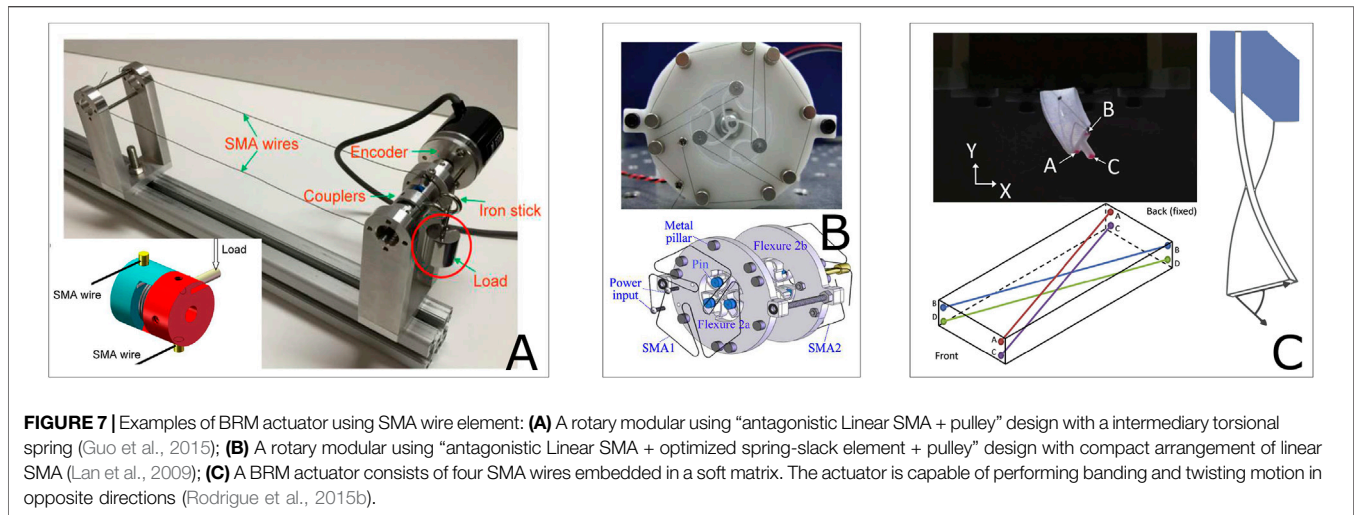 SMA wires
Encoder
Couplers
Iron stick
Load
Load
SMA wire
SMA wire
A
Metal
pillar
Flexure 2b
Pin
Power
input
Flexure 2a
SMA1
SMA2
B
B
A
C
Y
X
Back (fixed)
A
C
B
D
B
D
A
C
Front
C
FIGURE 7 | Examples of BRM actuator using SMA wire element: (A) A rotary modular using “antagonistic Linear SMA + pulley” design with a intermediary torsional
spring (Guo et al., 2015); (B) A rotary modular using “antagonistic Linear SMA + optimized spring-slack element + pulley” design with compact arrangement of linear
SMA (Lan et al., 2009); (C) A BRM actuator consists of four SMA wires embedded in a soft matrix. The actuator is capable of performing banding and twisting motion in
opposite directions (Rodrigue et al., 2015b).